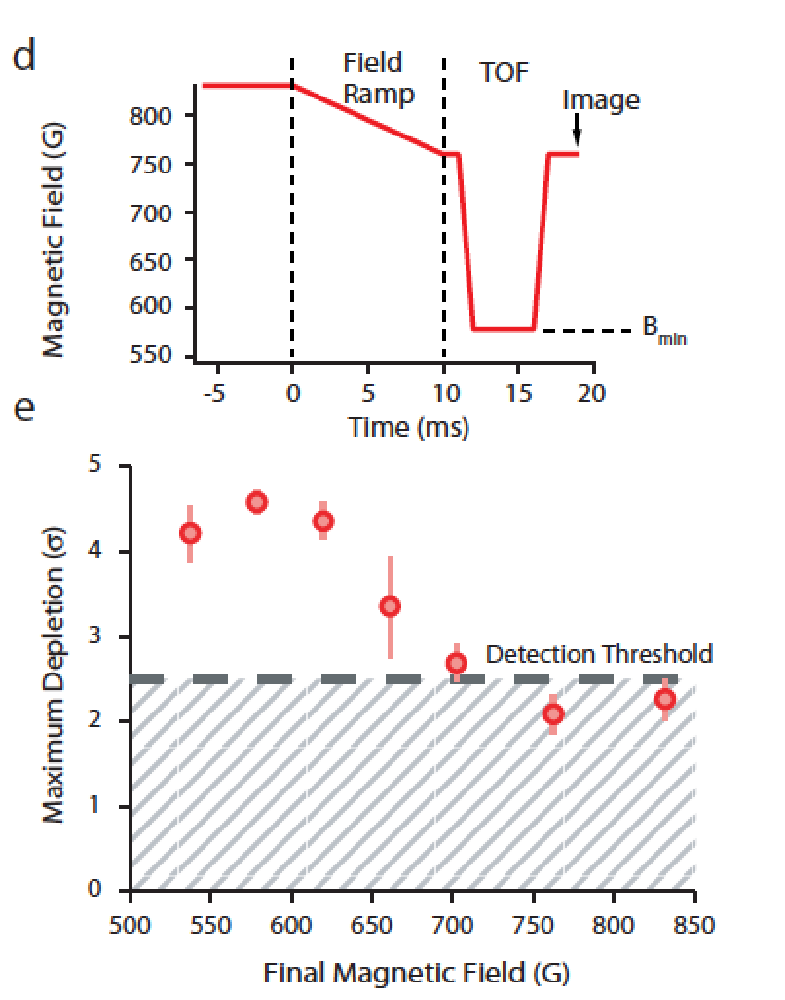 d
Field
Ramp
TOF
Image
Magnetic Field (G)
800
750
700
650
600
550
Bmin
-5 0 5 10 15 20
Time (ms)
e
Maximum Depletion (σ)
5
4
3
Detection Threshold
2
1
0
500 550 600 650 700 750 800 850
Final Magnetic Field (G)